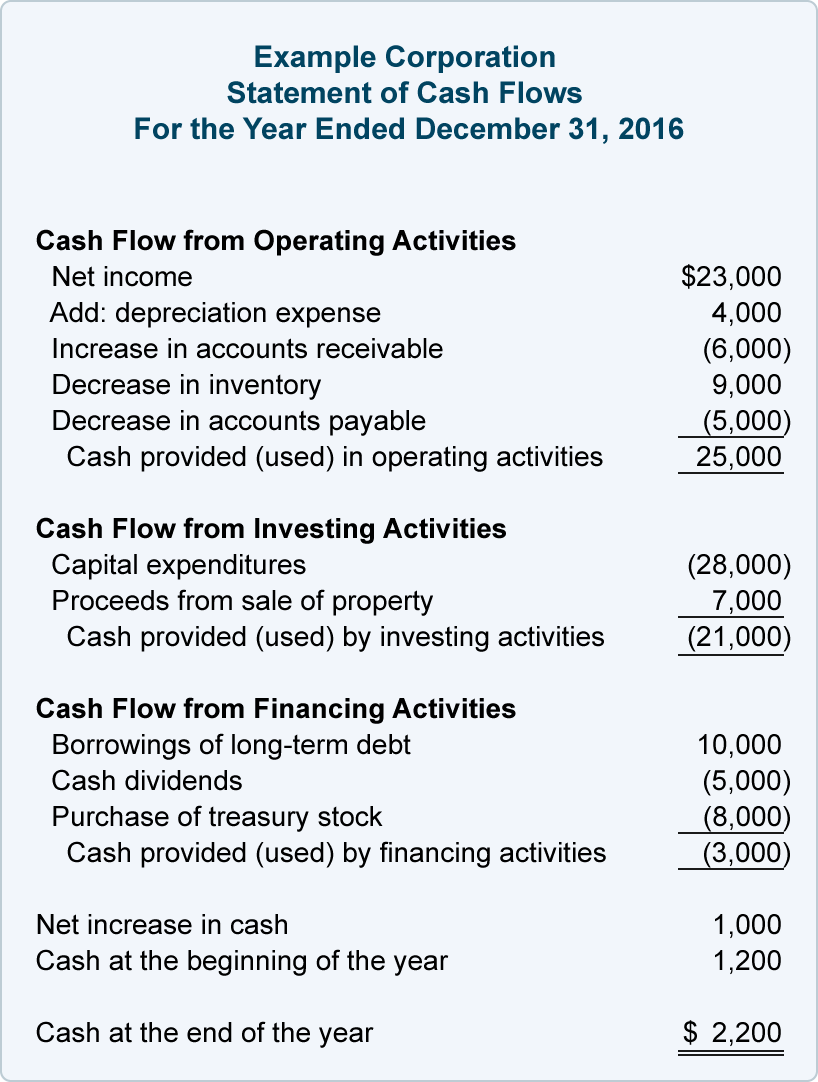 Example Corporation
Statement of Cash Flows
For the Year Ended December 31, 2016
Cash Flow from Operating Activities
Net income $23,000
Add: depreciation expense 4,000
Increase in accounts receivable (6,000)
Decrease in inventory 9,000
Decrease in accounts payable (5,000)
Cash provided (used) in operating activities 25,000
Cash Flow from Investing Activities
Capital expenditures (28,000)
Proceeds from sale of property 7,000
Cash provided (used) by investing activities (21,000)
Cash Flow from Financing Activities
Borrowings of long-term debt 10,000
Cash dividends (5,000)
Purchase of treasury stock (8,000)
Cash provided (used) by financing activities (3,000)
Net increase in cash 1,000
Cash at the beginning of the year 1,200
Cash at the end of the year $ 2,200